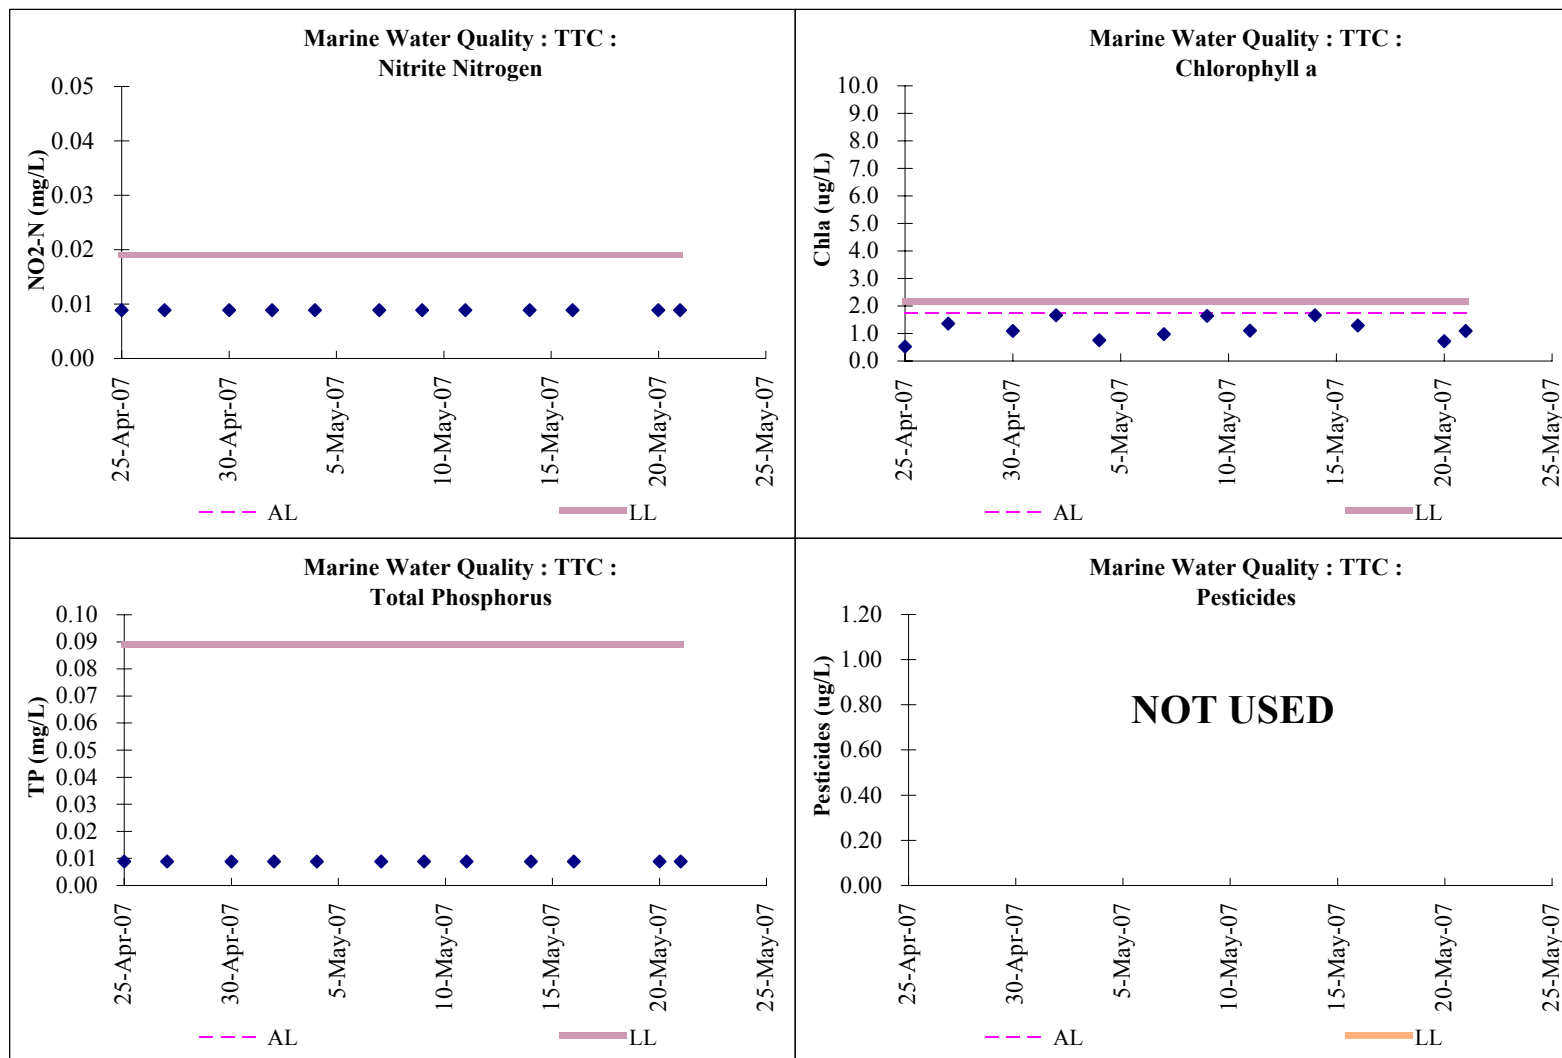 Marine Water Quality : TTC :
Nitrite Nitrogen
0.05
0.04
0.03
0.02
0.01
0.00
NO2-N (mg/L)
25-Apr-07
30-Apr-07
5-May-07
10-May-07
15-May-07
20-May-07
25-May-07
AL
LL
Marine Water Quality : TTC :
Chlorophyll a
10.0
9.0
8.0
7.0
6.0
5.0
4.0
3.0
2.0
1.0
0.0
Chla (ug/L)
25-Apr-07
30-Apr-07
5-May-07
10-May-07
15-May-07
20-May-07
25-May-07
AL
LL
Marine Water Quality : TTC :
Total Phosphorus
0.10
0.09
0.08
0.07
0.06
0.05
0.04
0.03
0.02
0.01
0.00
TP (mg/L)
25-Apr-07
30-Apr-07
5-May-07
10-May-07
15-May-07
20-May-07
25-May-07
AL
LL
Marine Water Quality : TTC :
Pesticides
1.20
1.00
0.80
0.60
0.40
0.20
0.00
Pesticides (ug/L)
NOT USED
25-Apr-07
30-Apr-07
5-May-07
10-May-07
15-May-07
20-May-07
25-May-07
AL
LL